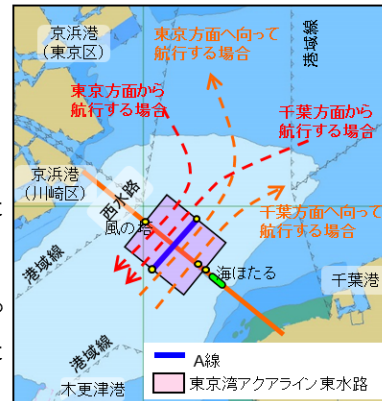 京浜港
(東京区)
東京方面へ向って
航行する場合
港域線
東京方面から
航行する場合
千葉方面から
航行する場合
京浜港
(川崎区)
西水路
風の塔
千葉方面へ向って
航行する場合
港域線
海ほたる
千葉港
港域線
木更津港
A線
東京湾アクアライン東水路
と
。
と